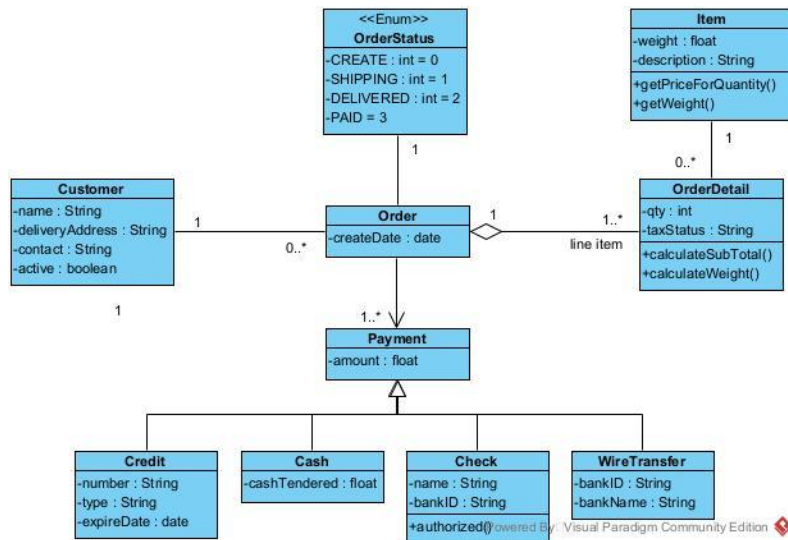 <<Enum>>
OrderStatus
-CREATE : int = 0
-SHIPPING : int = 1
-DELIVERED : int = 2
-PAID = 3
1
Item
-weight : float
-description : String
+getPriceForQuantity()
+getWeight()
1
0..*
Customer
-name : String
-deliveryAddress : String
-contact : String
-active : boolean
1
1
0..*
Order
-createDate : date
1
1..*
line item
OrderDetail
-qty : int
-taxStatus : String
+calculateSubTotal()
+calculateWeight()
1..*
Payment
-amount : float
Credit
-number : String
-type : String
-expireDate : date
Cash
-cashTendered : float
Check
-name : String
-bankID : String
+authorized()
WireTransfer
-bankID : String
-bankName : String
Powered By: Visual Paradigm Community Edition